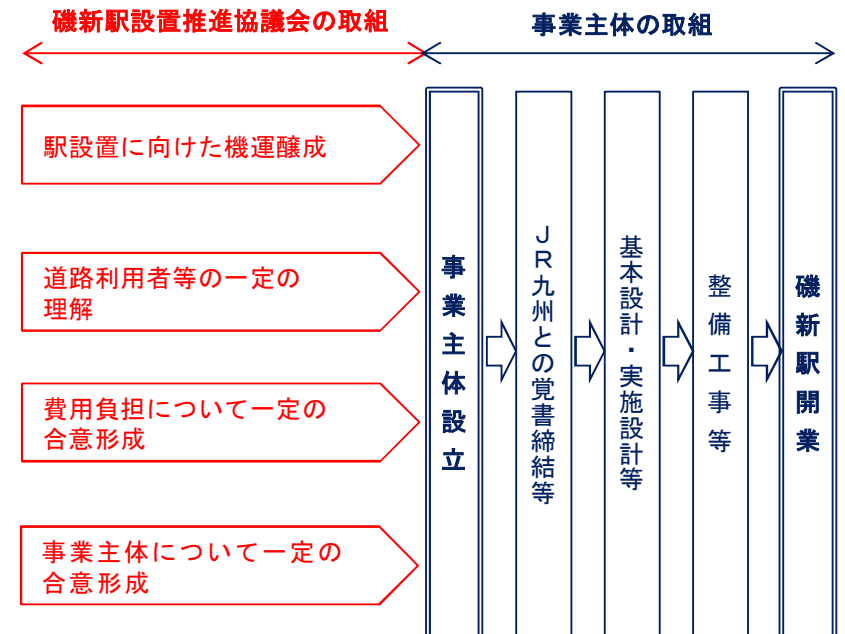 磯新駅設置推進協議会の取組
事業主体の取組
駅設置に向けた機運醸成
道路利用者等の一定の
理解
費用負担について一定の
合意形成
事業主体について一定の
合意形成
事業主体設立
ＪＲ九州との覚書締結等
基本設計・実施設計等
整備工事等
磯新駅開業